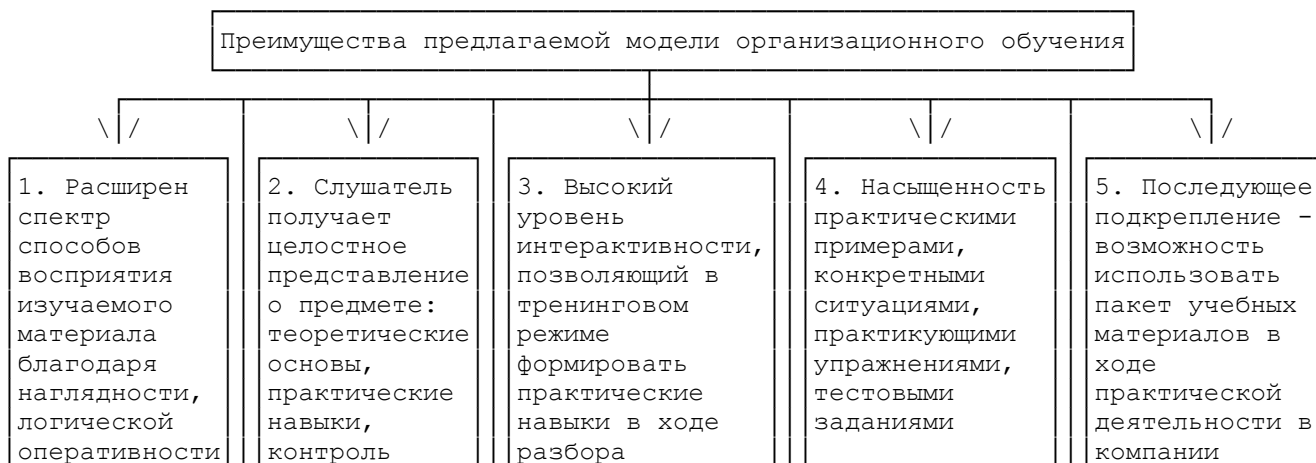 Преимущества предлагаемой модели организационного обучения
1. Расширен
спектр
способов
восприятия
изучаемого
материала
благодаря
наглядности,
логической
оперативности
2. Слушатель
получает
целостное
представление
о предмете:
теоретические
основы,
практические
навыки,
контроль
3. Высокий
уровень
интерактивности,
позволяющий в
тренинговом
режиме
формировать
практические
навыки в ходе
разбора
4. Насыщенность
практическими
примерами,
конкретными
ситуациями,
практикующими
упражнениями,
тестовыми
заданиями
5. Последующее
подкрепление -
возможность
использовать
пакет учебных
материалов в
ходе
практической
деятельности в
компании